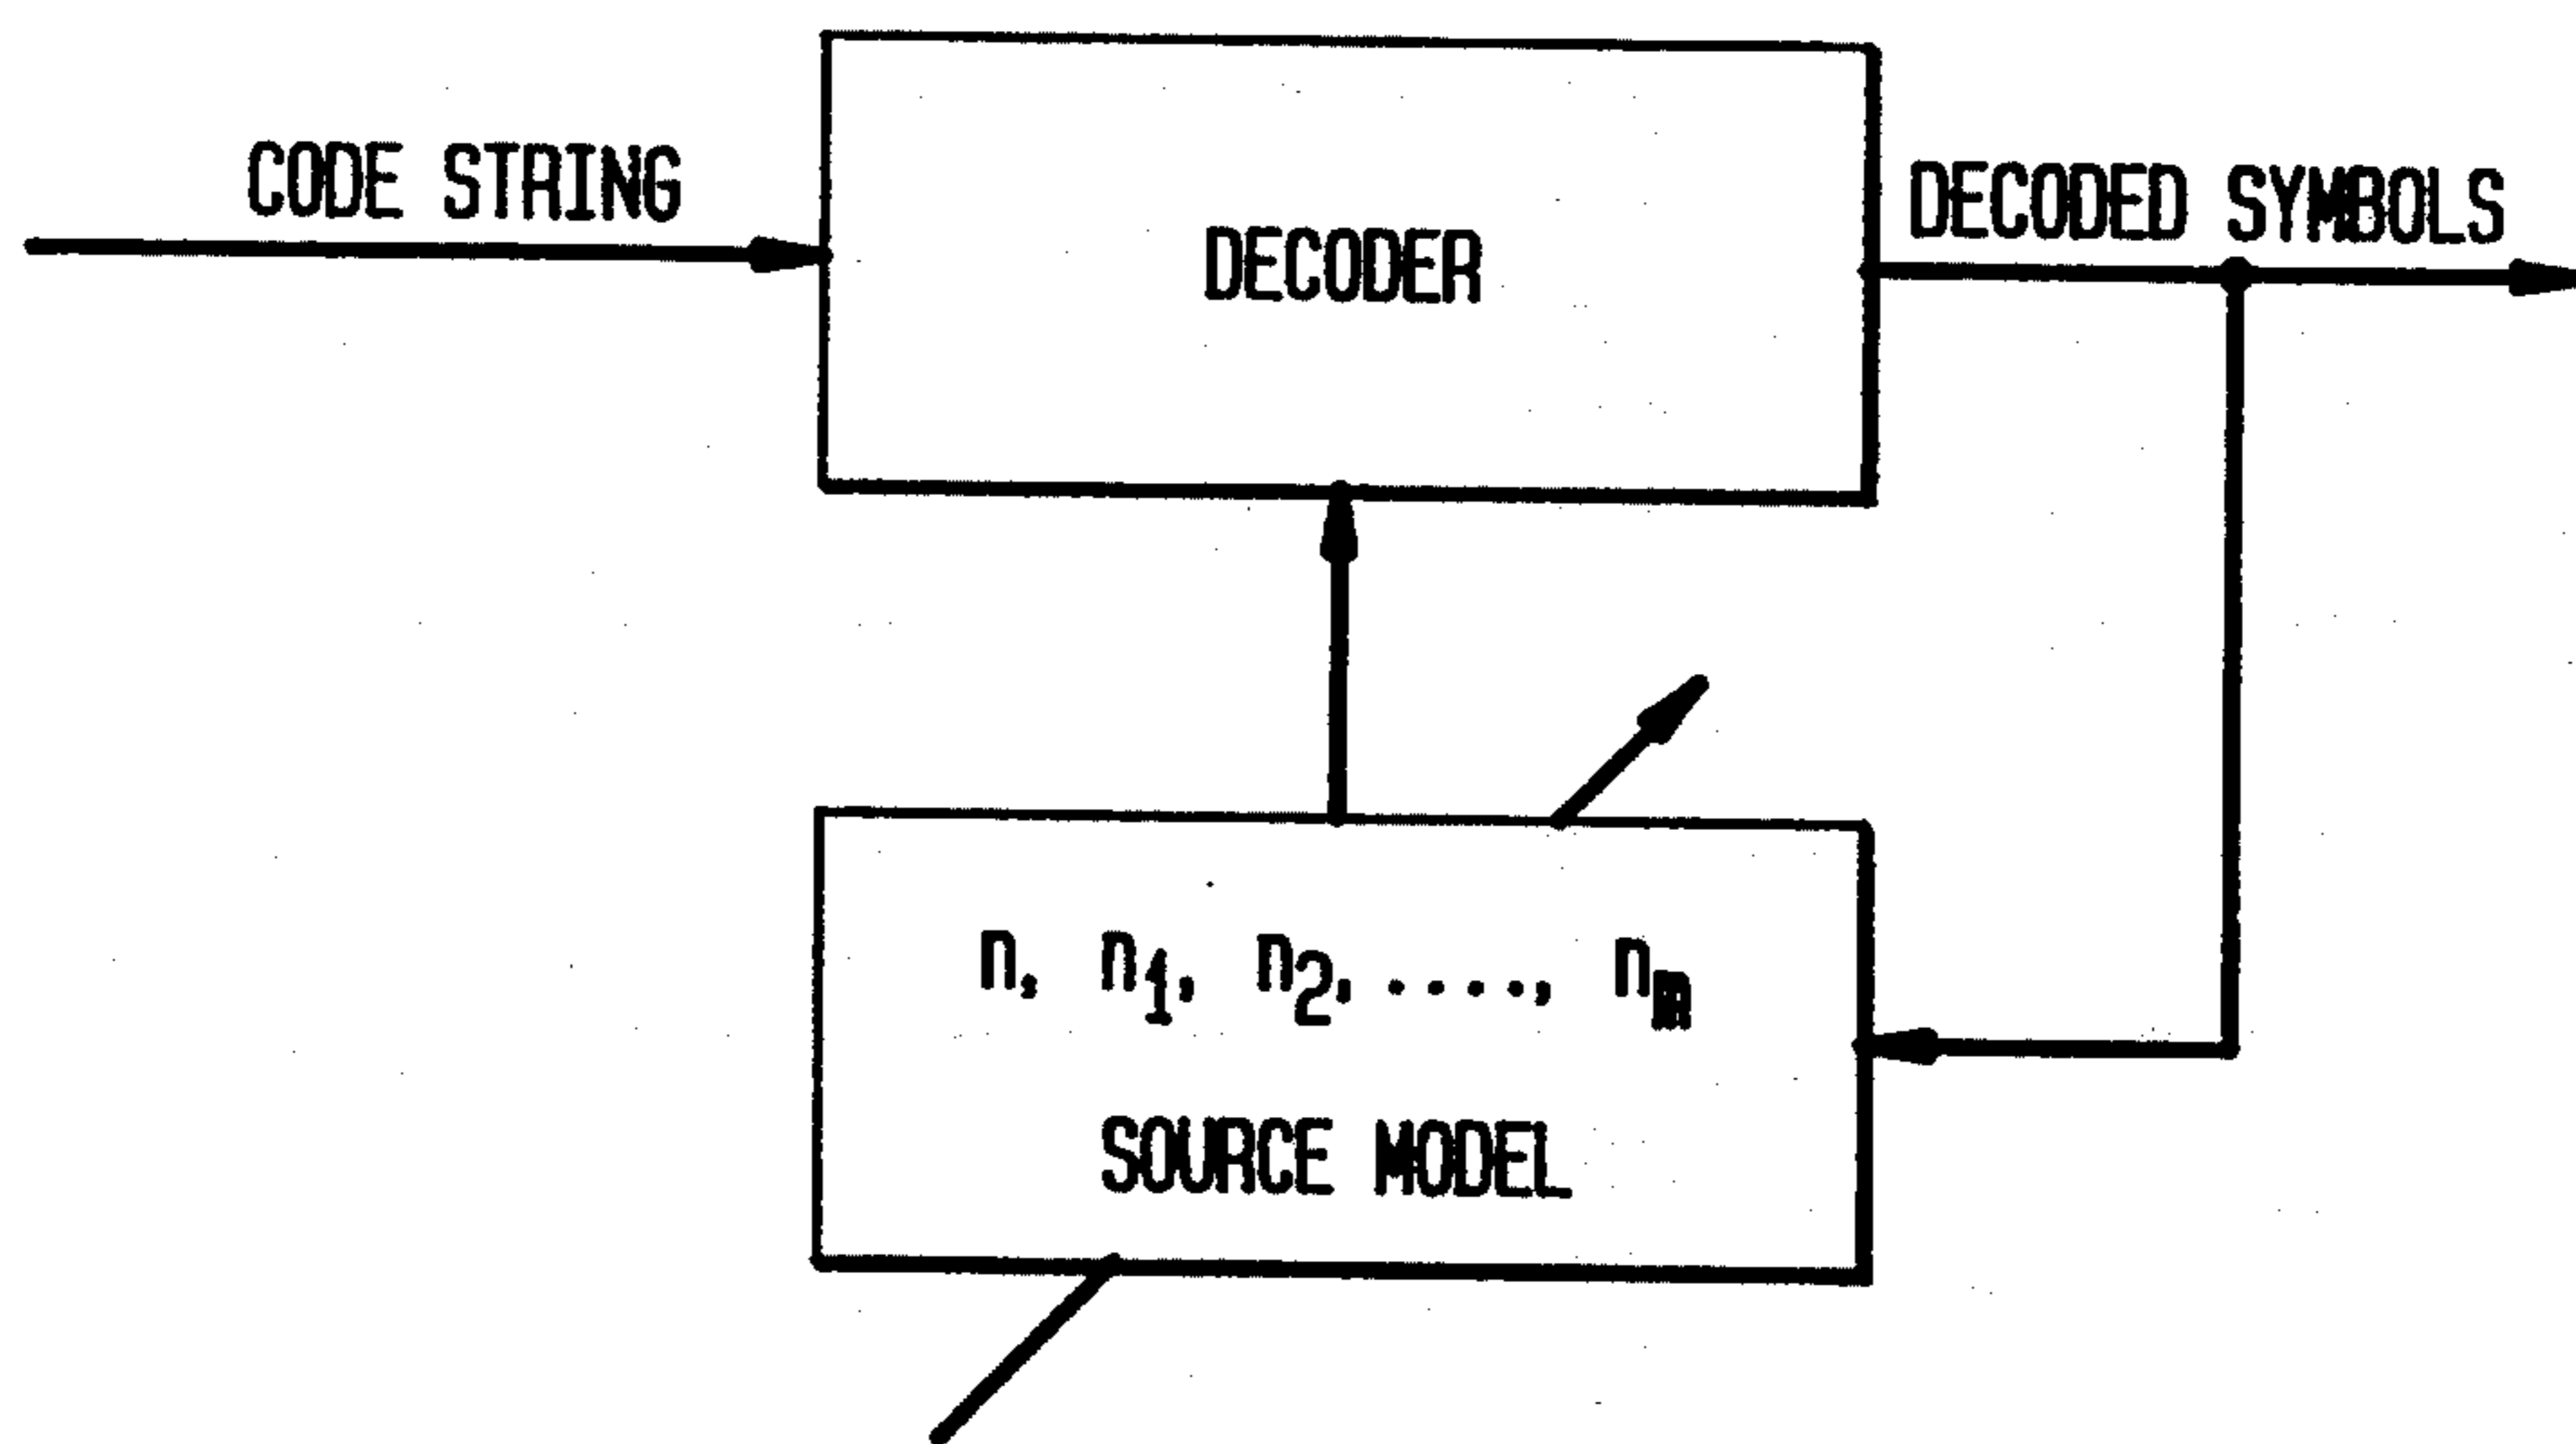 CODE STRING
DECODER
DECODED SYMBOLS
n, n₁, n₂, ...., nₘ
SOURCE MODEL